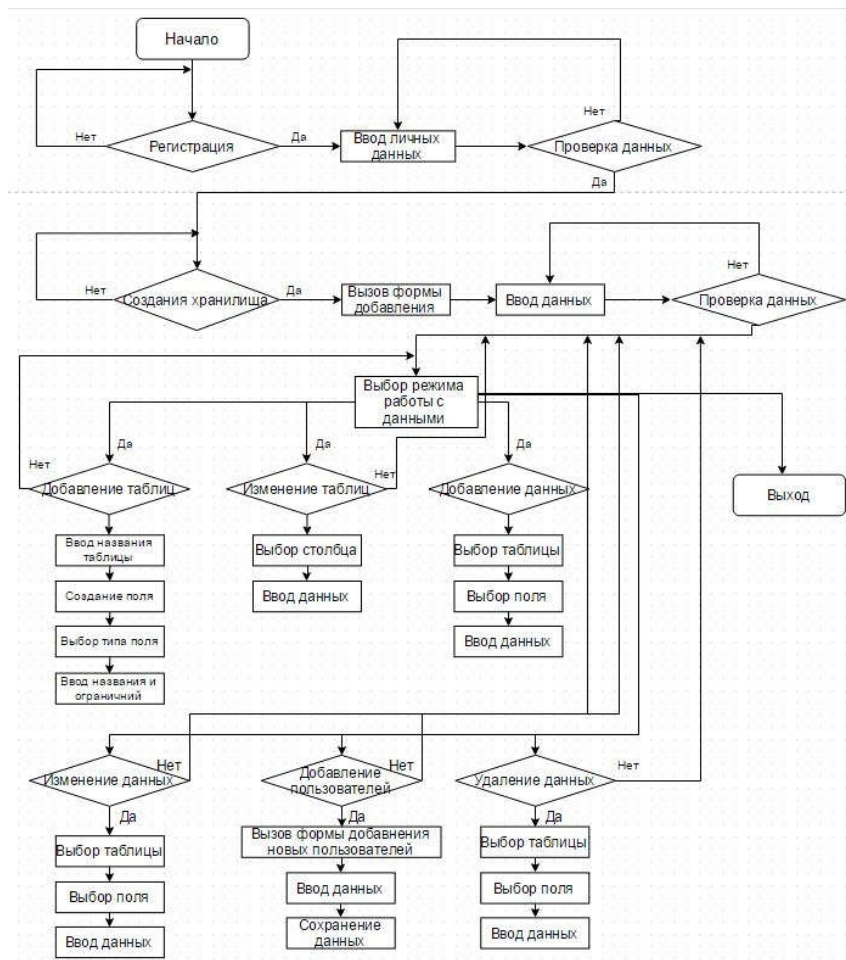 Начало
Нет
Регистрация
Да
Ввод личных
данных
Нет
Проверка данных
Да
Нет
Создания хранилища
Да
Вызов формы
добавления
Ввод данных
Нет
Проверка данных
Выбор режима
работы с
данными
Да
Да
Да
Нет
Добавление таблиц
Изменение таблиц
Нет
Добавление данных
Выход
Ввод названия
таблицы
Выбор столбца
Выбор таблицы
Создание поля
Ввод данных
Выбор поля
Выбор типа поля
Ввод данных
Ввод названия и
ограничний
Изменение данных
Нет
Добавление
пользователей
Нет
Удаление данных
Нет
Да
Да
Да
Выбор таблицы
Вызов формы добавнения
новых пользователей
Выбор таблицы
Выбор поля
Ввод данных
Выбор поля
Ввод данных
Сохранение
данных
Ввод данных